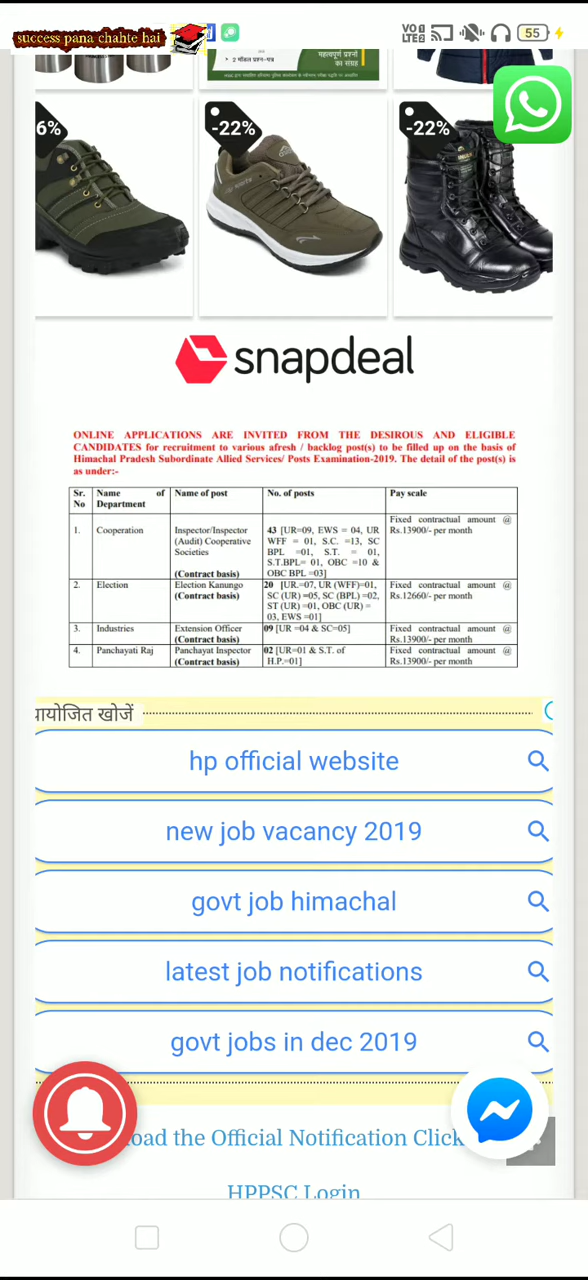 success pana chahte hai
VO 1
LTE 2
55
• 2 मॉडल प्रश्न-पत्र
महत्वपूर्ण प्रश्नों
का संग्रह
6%
-22%
-22%
snapdeal
ONLINE APPLICATIONS ARE INVITED FROM THE DESIROUS AND ELIGIBLE
CANDIDATES for recruitment to various afresh / backlog post(s) to be filled up on the basis of
Himachal Pradesh Subordinate Allied Services/ Posts Examination-2019. The detail of the post(s) is
as under:-
Sr. No Name of Department Name of post No. of posts Pay scale
1. Cooperation Inspector/Inspector (Audit) Cooperative Societies (Contract basis) 43 [UR=09, EWS = 04, UR WFF = 01, S.C. =13, SC BPL =01, S.T. = 01, S.T.BPL= 01, OBC =10 & OBC BPL =03] Fixed contractual amount @ Rs.13900/- per month
2. Election Election Kanungo (Contract basis) 20 [UR.=07, UR (WFF)=01, SC (UR) =05, SC (BPL) =02, ST (UR) =01, OBC (UR) = 03, EWS =01] Fixed contractual amount @ Rs.12660/- per month
3. Industries Extension Officer (Contract basis) 09 [UR =04 & SC=05] Fixed contractual amount @ Rs.13900/- per month
4. Panchayati Raj Panchayat Inspector (Contract basis) 02 [UR=01 & S.T. of H.P.=01] Fixed contractual amount @ Rs.13900/- per month
ायोजित खोजें
hp official website
new job vacancy 2019
govt job himachal
latest job notifications
govt jobs in dec 2019
oad the Official Notification Click
HPPSC Login